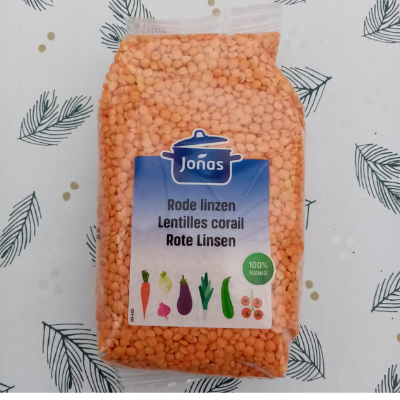 Jonas
Rode linzen
Lentilles corail
Rote Linsen
100%
Natural